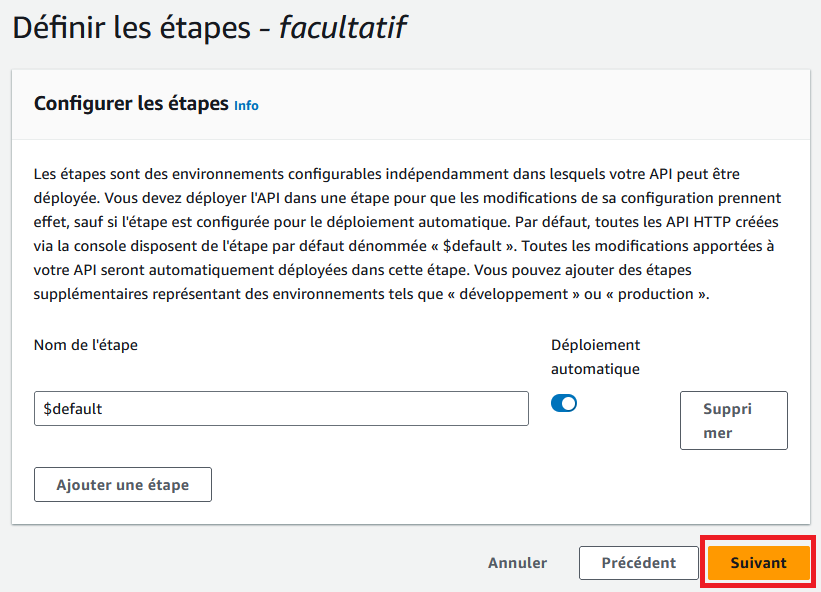 Définir les étapes - facultatif
Configurer les étapes Info
Les étapes sont des environnements configurables indépendamment dans lesquels votre API peut être
déployée. Vous devez déployer l'API dans une étape pour que les modifications de sa configuration prennent
effet, sauf si l'étape est configurée pour le déploiement automatique. Par défaut, toutes les API HTTP créées
via la console disposent de l'étape par défaut dénommée « $default ». Toutes les modifications apportées à
votre API seront automatiquement déployées dans cette étape. Vous pouvez ajouter des étapes
supplémentaires représentant des environnements tels que « développement » ou « production ».
Nom de l'étape
Déploiement
automatique
$default
Suppri
mer
Ajouter une étape
Annuler
Précédent
Suivant